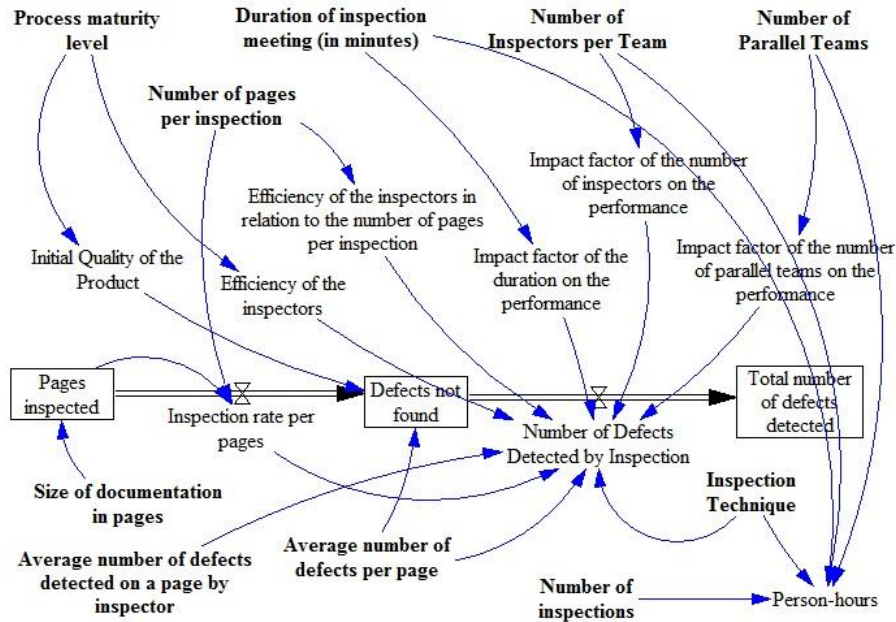 Process maturity
level
Duration of inspection
meeting (in minutes)
Number of
Inspectors per Team
Number of
Parallel Teams
Number of pages
per inspection
Impact factor of the number
of inspectors on the
performance
Efficiency of the inspectors in
relation to the number of pages
per inspection
Initial Quality of the
Product
Efficiency of the
inspectors
Impact factor of the
duration on the
performance
Impact factor of the number
of parallel teams on the
performance
Pages
inspected
Inspection rate per
pages
Defects not
found
Number of Defects
Detected by Inspection
Total number
of defects
detected
Size of documentation
in pages
Inspection
Technique
Average number of defects
detected on a page by
inspector
Average number of
defects per page
Number of
inspections
Person-hours